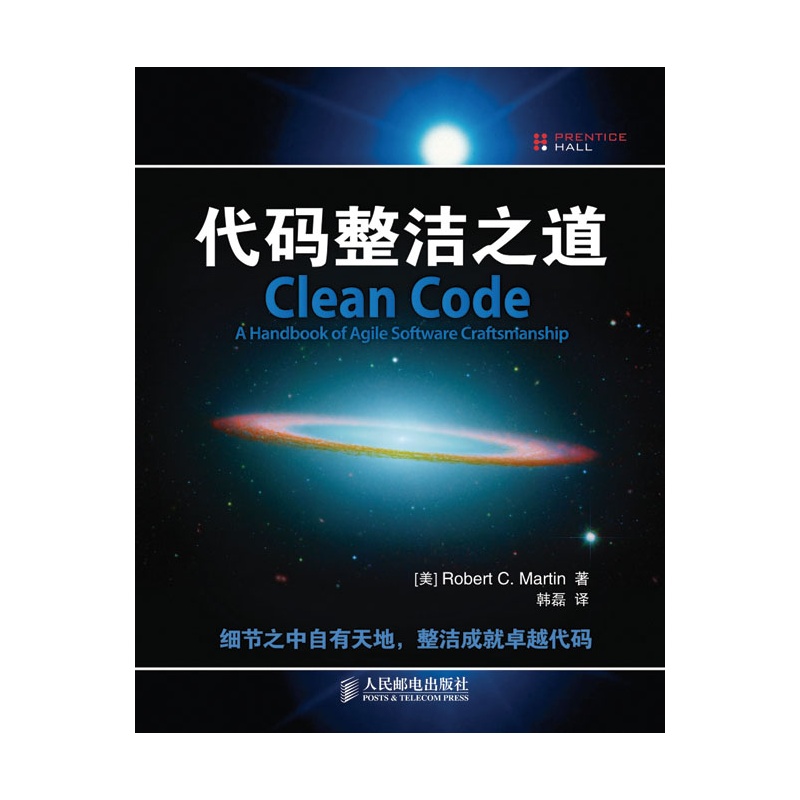 PRENTICE
HALL
代码整洁之道
Clean Code
A Handbook of Agile Software Craftsmanship
[美] Robert C. Martin 著
韩磊 译
细节之中自有天地，整洁成就卓越代码
人民邮电出版社
POSTS & TELECOM PRESS